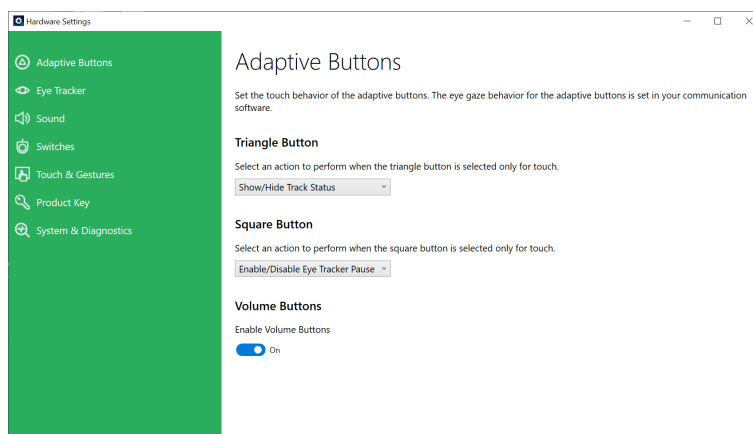 Hardware Settings
Adaptive Buttons
Eye Tracker
Sound
Switches
Touch & Gestures
Product Key
System & Diagnostics
Adaptive Buttons
Set the touch behavior of the adaptive buttons. The eye gaze behavior for the adaptive buttons is set in your communication
software.
Triangle Button
Select an action to perform when the triangle button is selected only for touch.
Show/Hide Track Status
Square Button
Select an action to perform when the square button is selected only for touch.
Enable/Disable Eye Tracker Pause
Volume Buttons
Enable Volume Buttons
On